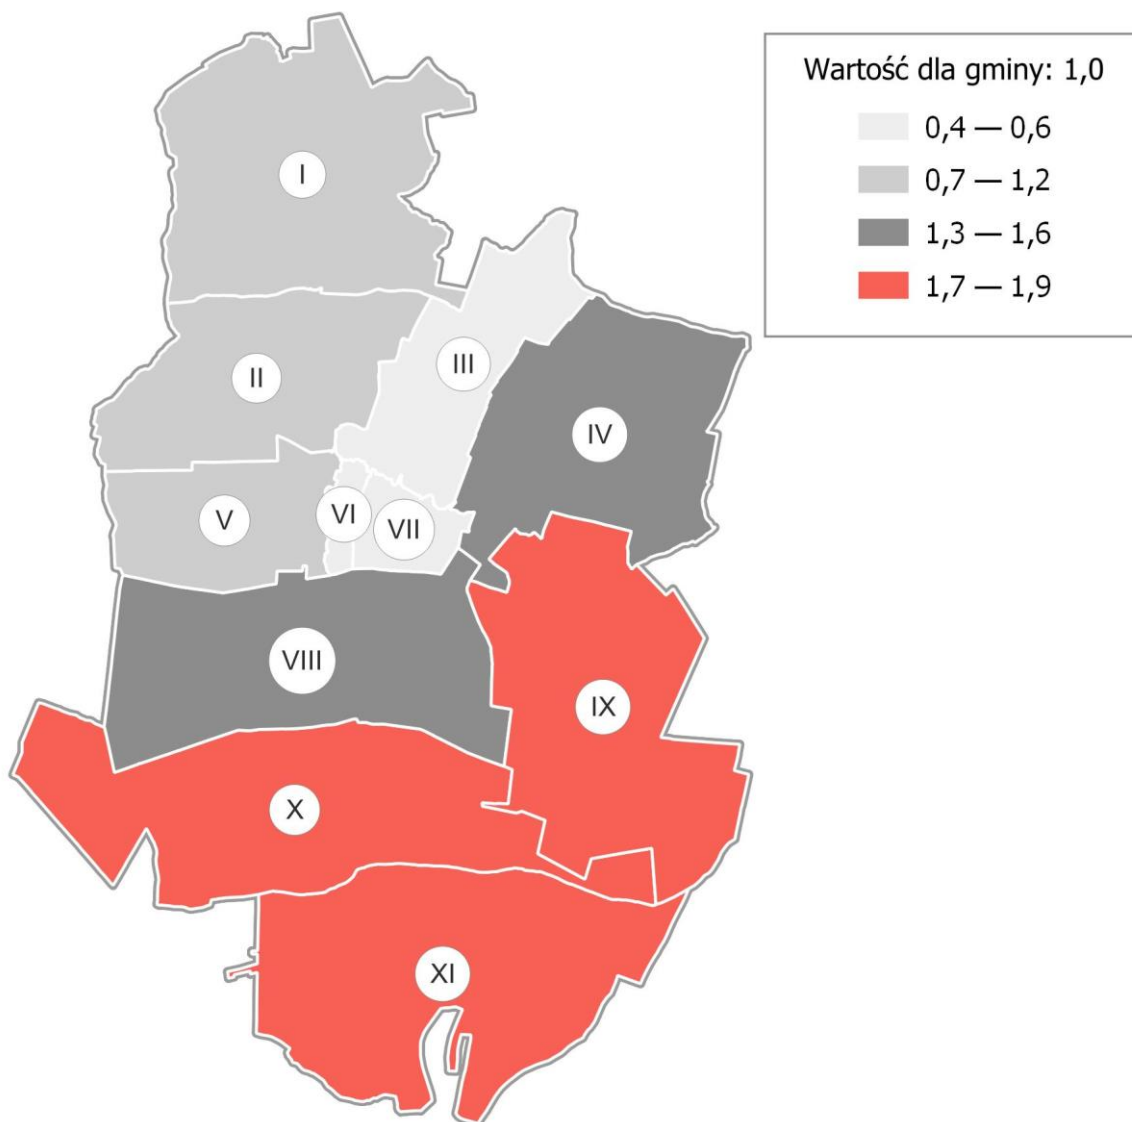 Wartość dla gminy: 1,0
0,4 — 0,6
0,7 — 1,2
1,3 — 1,6
1,7 — 1,9
I
II
III
IV
V
VI
VII
VIII
IX
X
XI